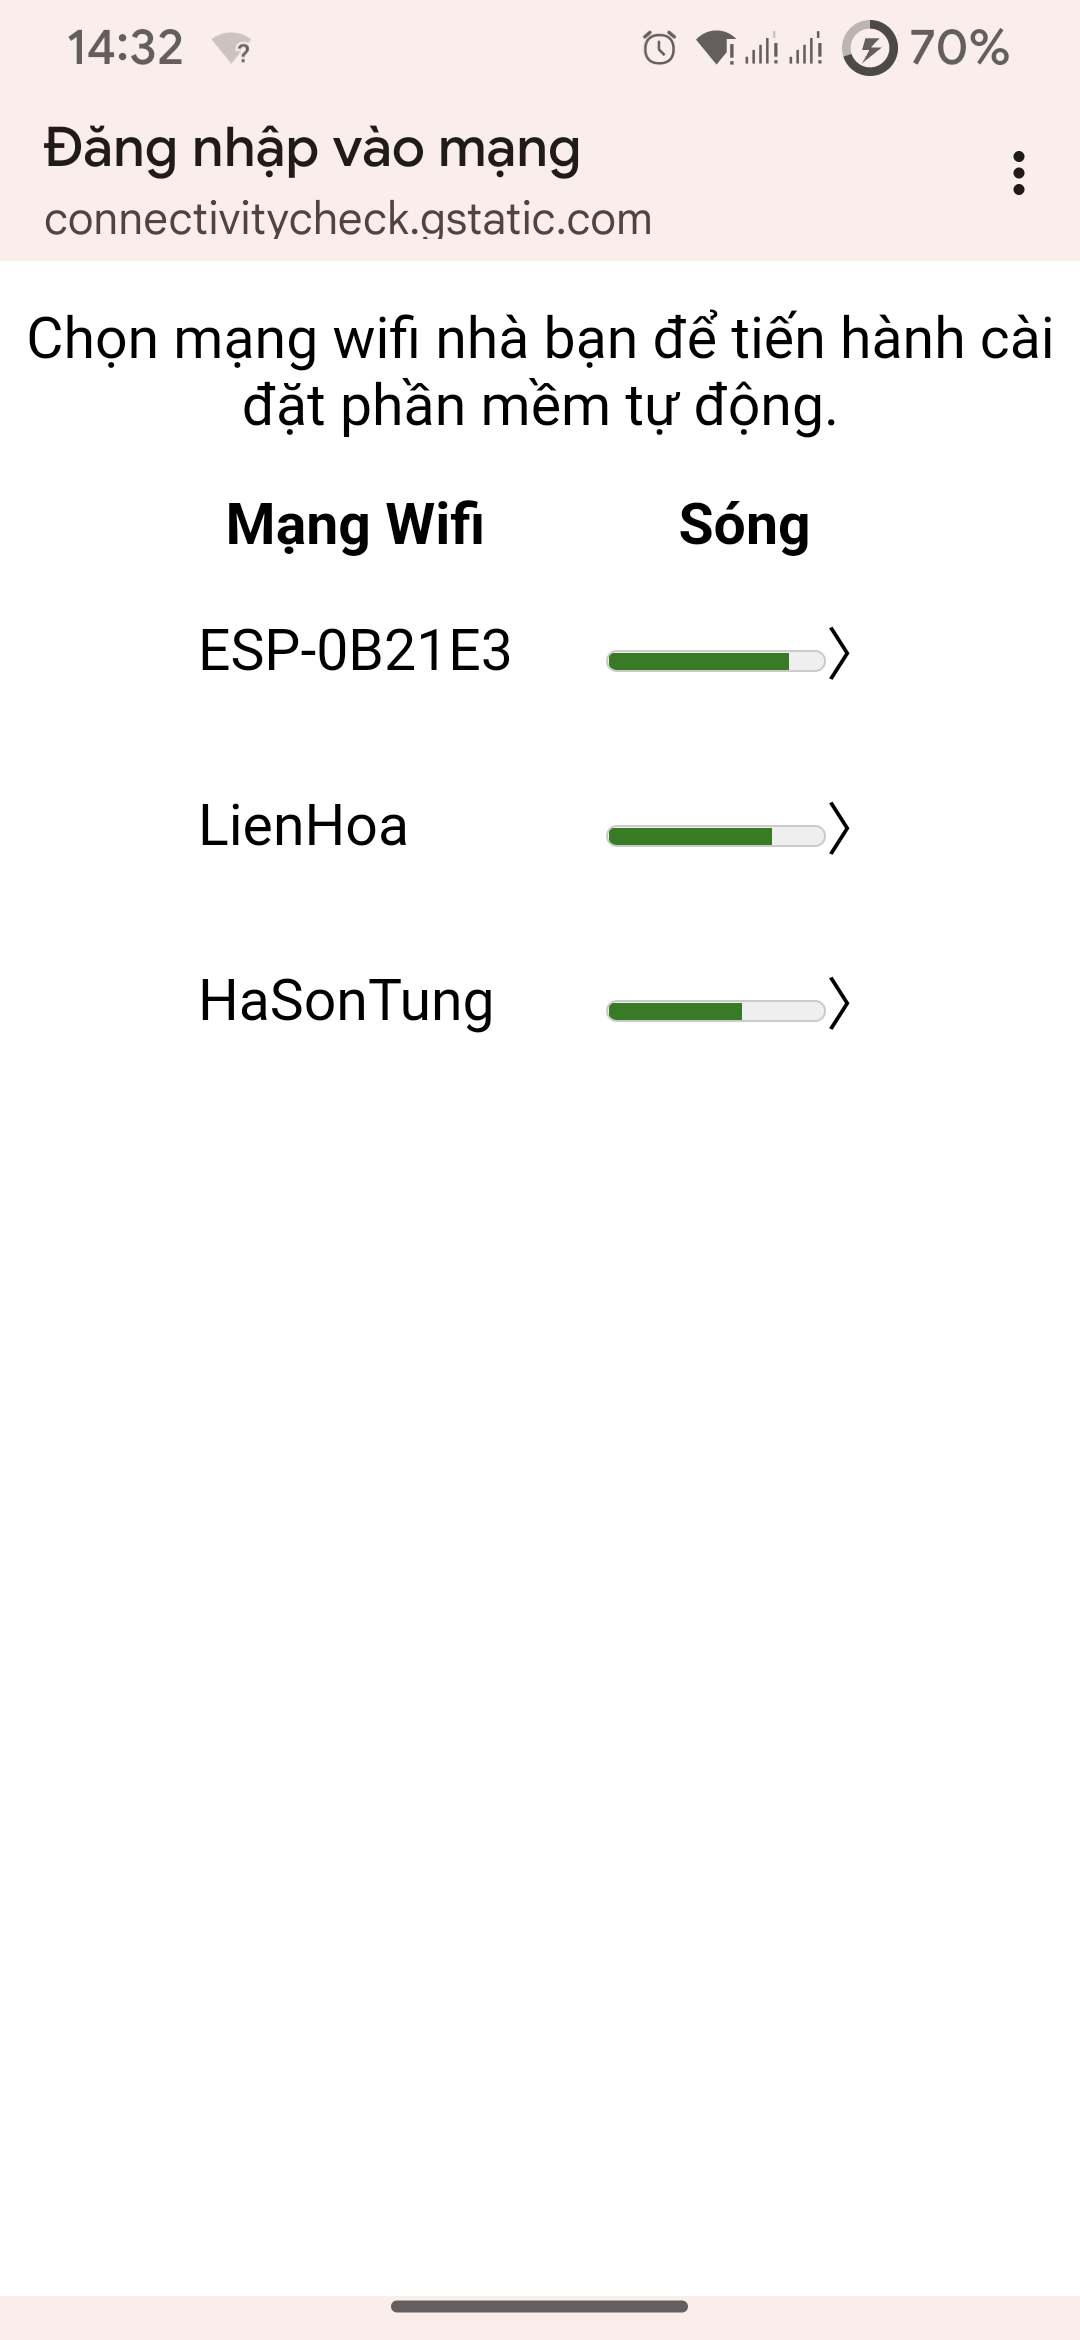 14:32
70%
Đăng nhập vào mạng
connectivitycheck.gstatic.com
Chọn mạng wifi nhà bạn để tiến hành cài
đặt phần mềm tự động.
Mạng Wifi Sóng
ESP-0B21E3
LienHoa
HaSonTung